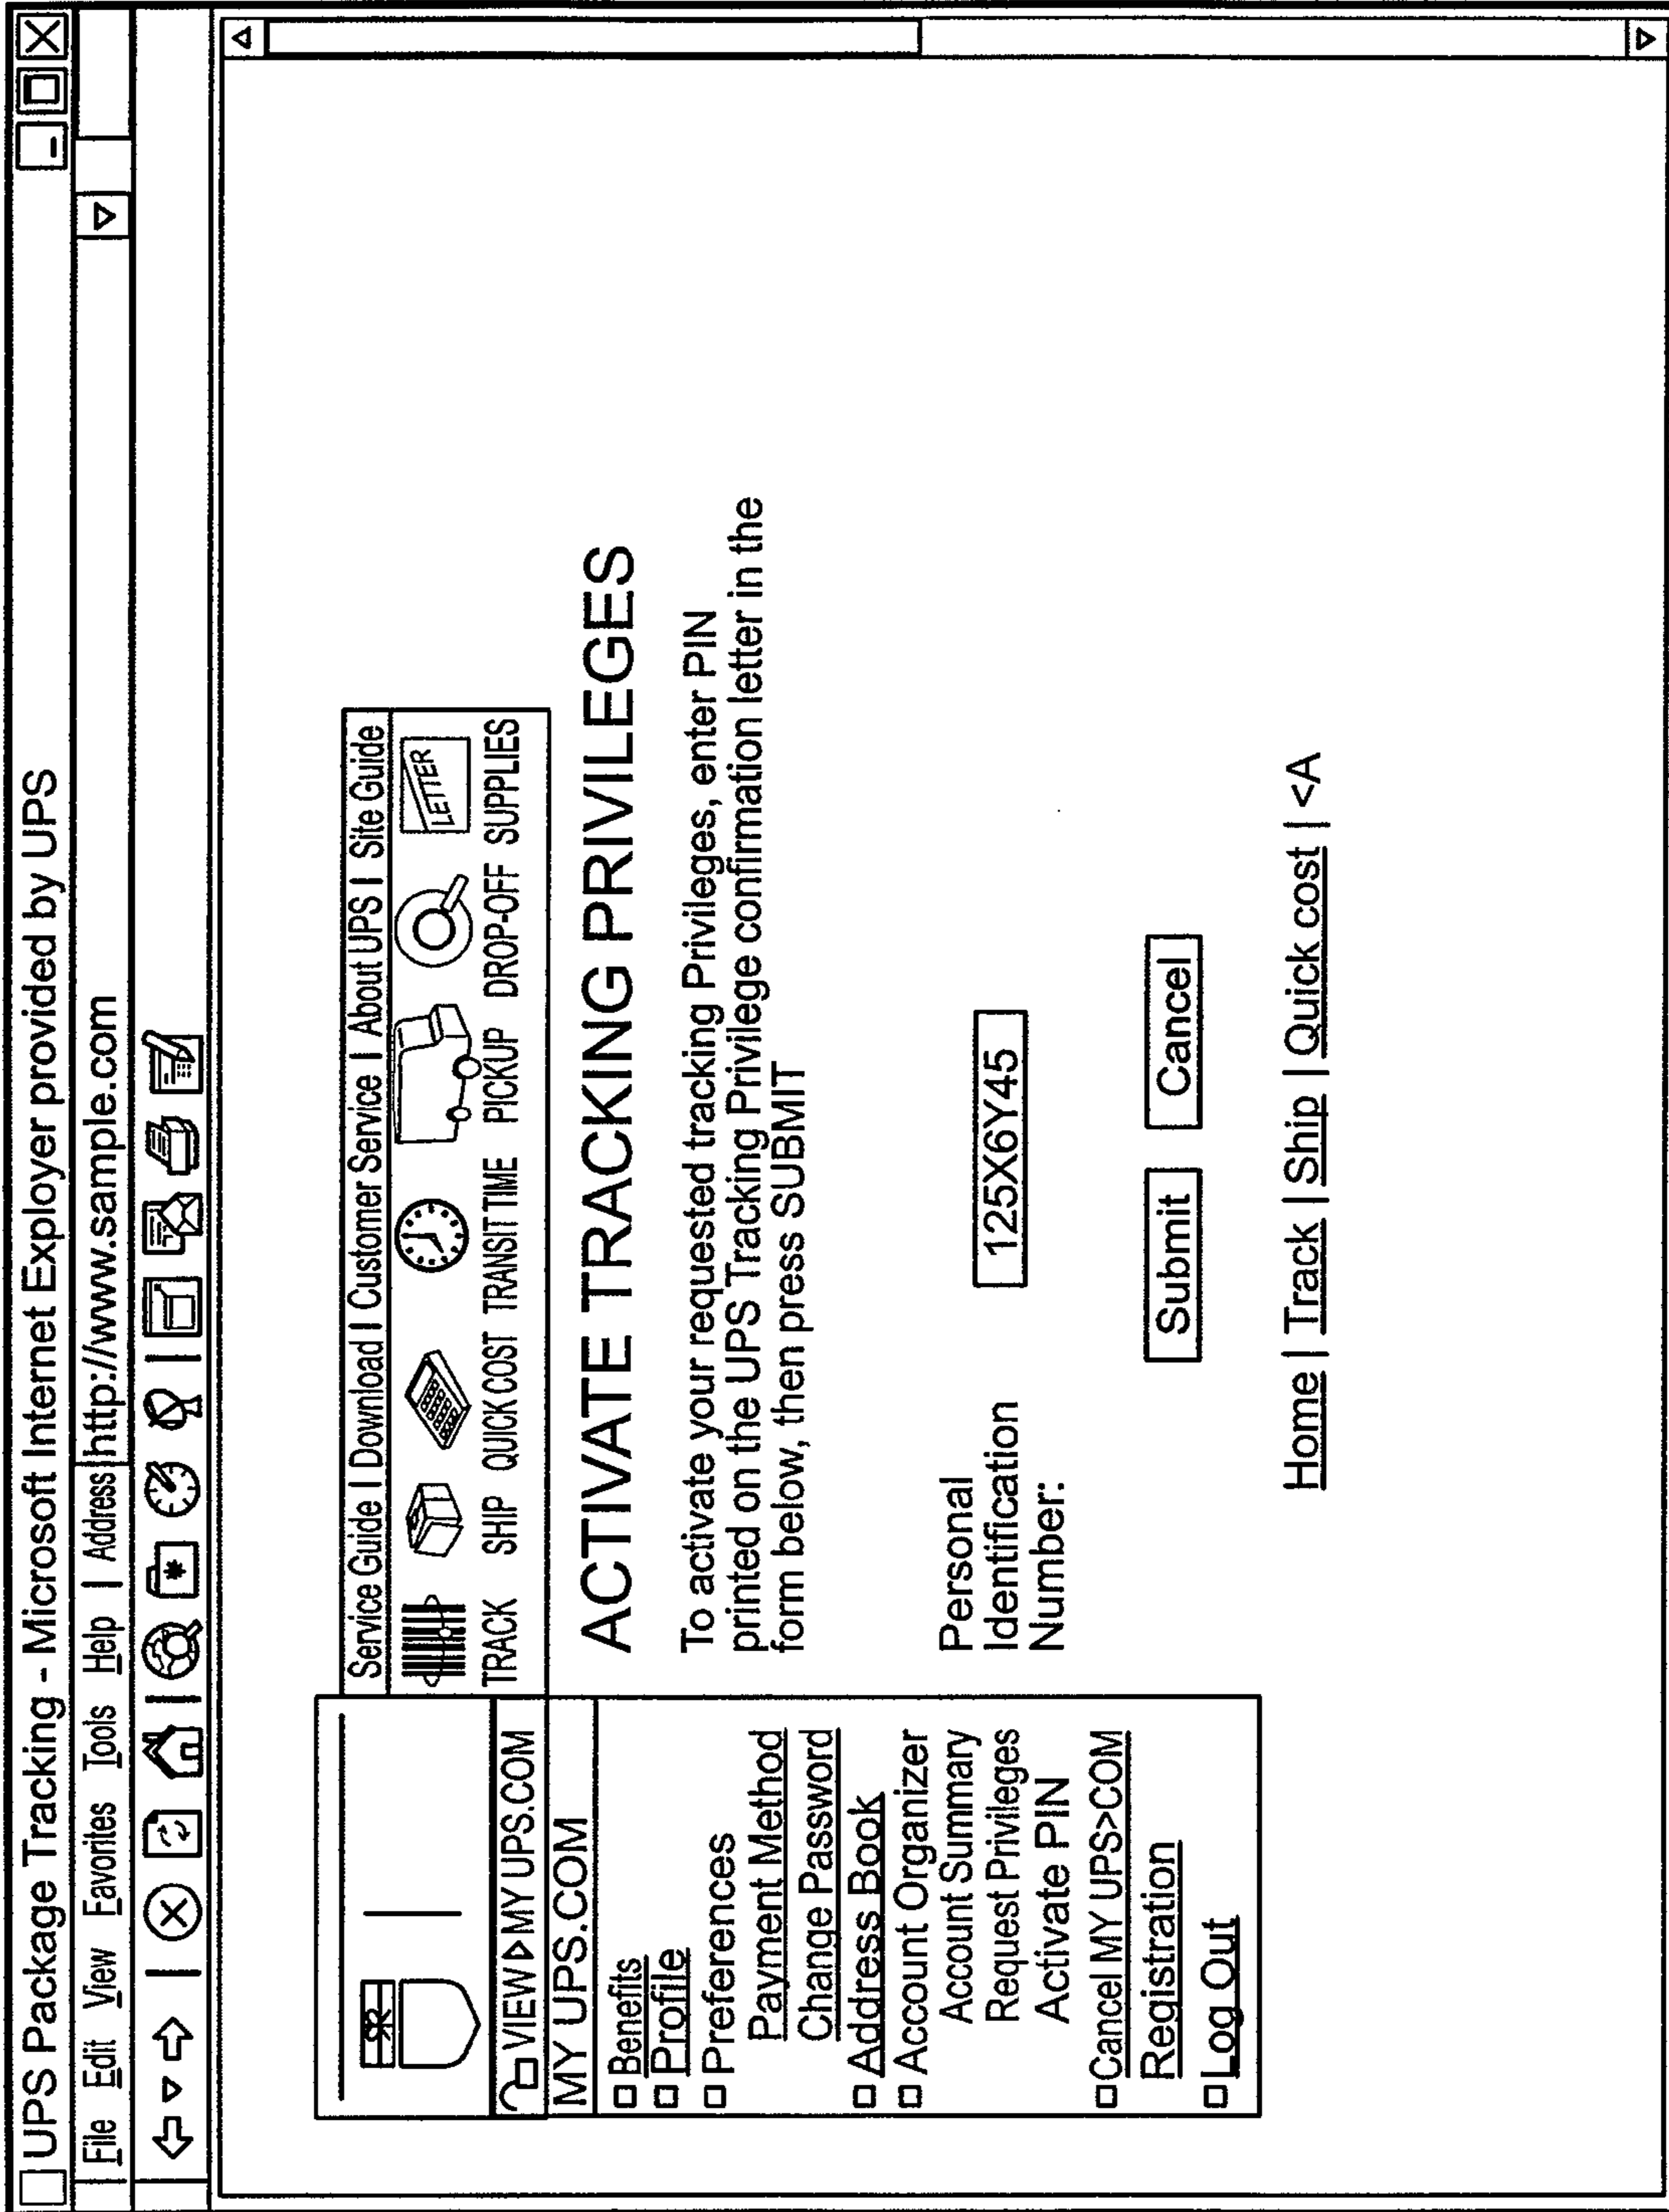 UPS Package Tracking - Microsoft Internet Exployer provided by UPS
File Edit View Favorites Tools Help | Address http://www.sample.com
Service Guide | Download | Customer Service | About UPS | Site Guide
LETTER
TRACK SHIP QUICK COST TRANSIT TIME PICKUP DROP-OFF SUPPLIES
VIEW MY UPS.COM
MY UPS.COM
Benefits
Profile
Preferences
Payment Method
Change Password
Address Book
Account Organizer
Account Summary
Request Privileges
Activate PIN
Cancel MY UPS>COM
Registration
Log Out
ACTIVATE TRACKING PRIVILEGES
To activate your requested tracking Privileges, enter PIN
printed on the UPS Tracking Privilege confirmation letter in the
form below, then press SUBMIT
Personal
Identification
Number:
125X6Y45
Submit Cancel
Home | Track | Ship | Quick cost | <A